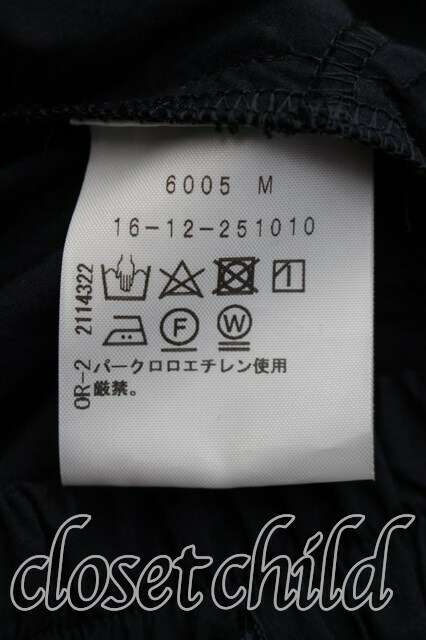 6005 M
16-12-251010
OR-2 2114322
F W
パークロロエチレン使用
厳禁。
closet child